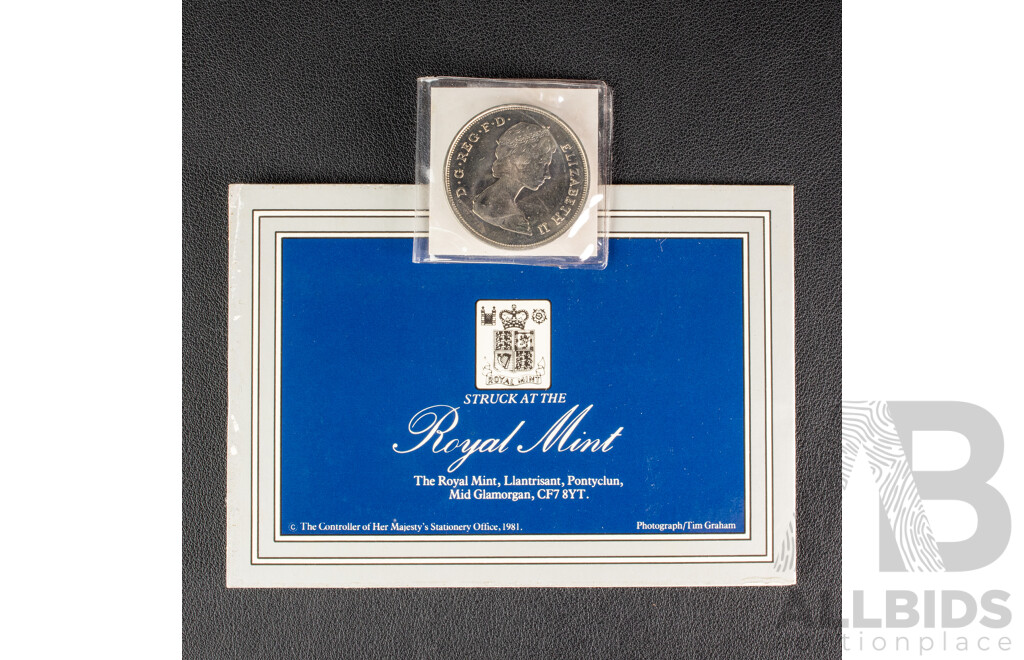 D·G·REG·F·D·
ELIZABETH II
ROYAL MINT
STRUCK AT THE
Royal Mint
The Royal Mint, Llantrisant, Pontyclun,
Mid Glamorgan, CF7 8YT.
© The Controller of Her Majesty's Stationery Office, 1981.
Photograph/Tim Graham
AB
ALLBIDS
auctionplace